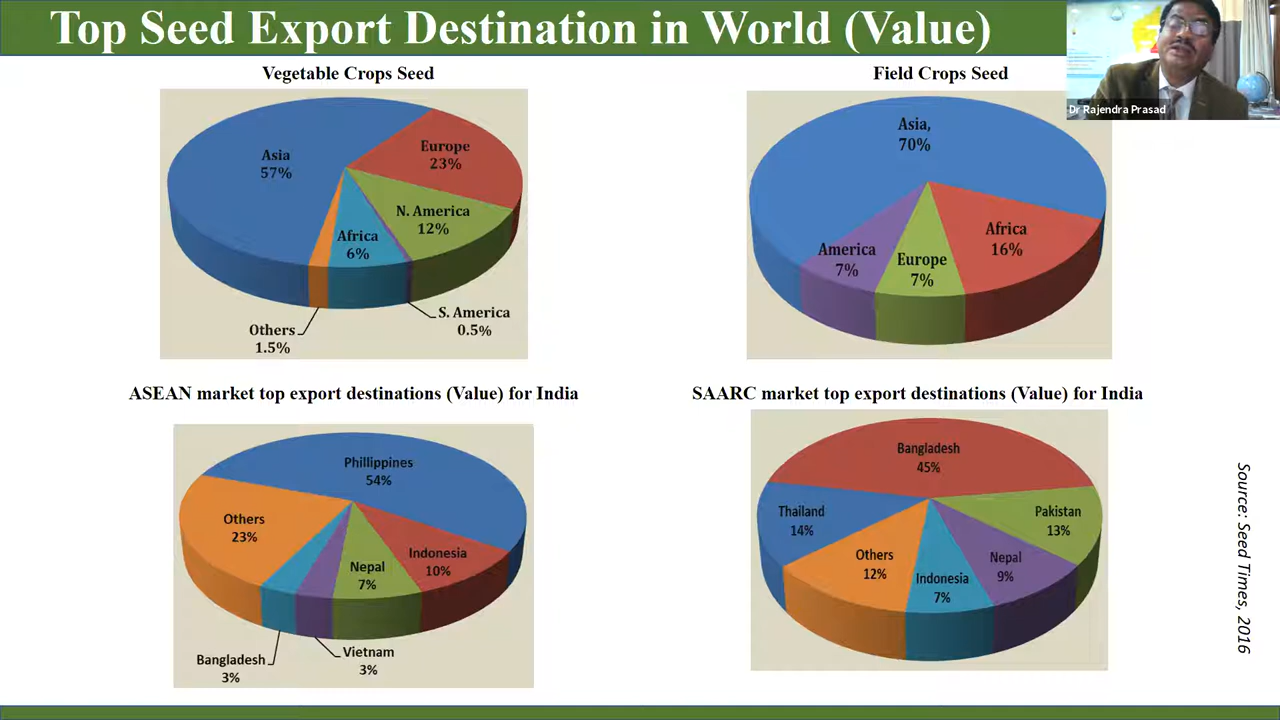 Top Seed Export Destination in World (Value)
Dr Rajendra Prasad
Vegetable Crops Seed
Asia
57%
Europe
23%
N. America
12%
Africa
6%
S. America
0.5%
Others
1.5%
Field Crops Seed
Asia,
70%
Africa
16%
Europe
7%
America
7%
ASEAN market top export destinations (Value) for India
Phillippines
54%
Others
23%
Indonesia
10%
Nepal
7%
Vietnam
3%
Bangladesh
3%
SAARC market top export destinations (Value) for India
Bangladesh
45%
Thailand
14%
Pakistan
13%
Others
12%
Nepal
9%
Indonesia
7%
Source: Seed Times, 2016